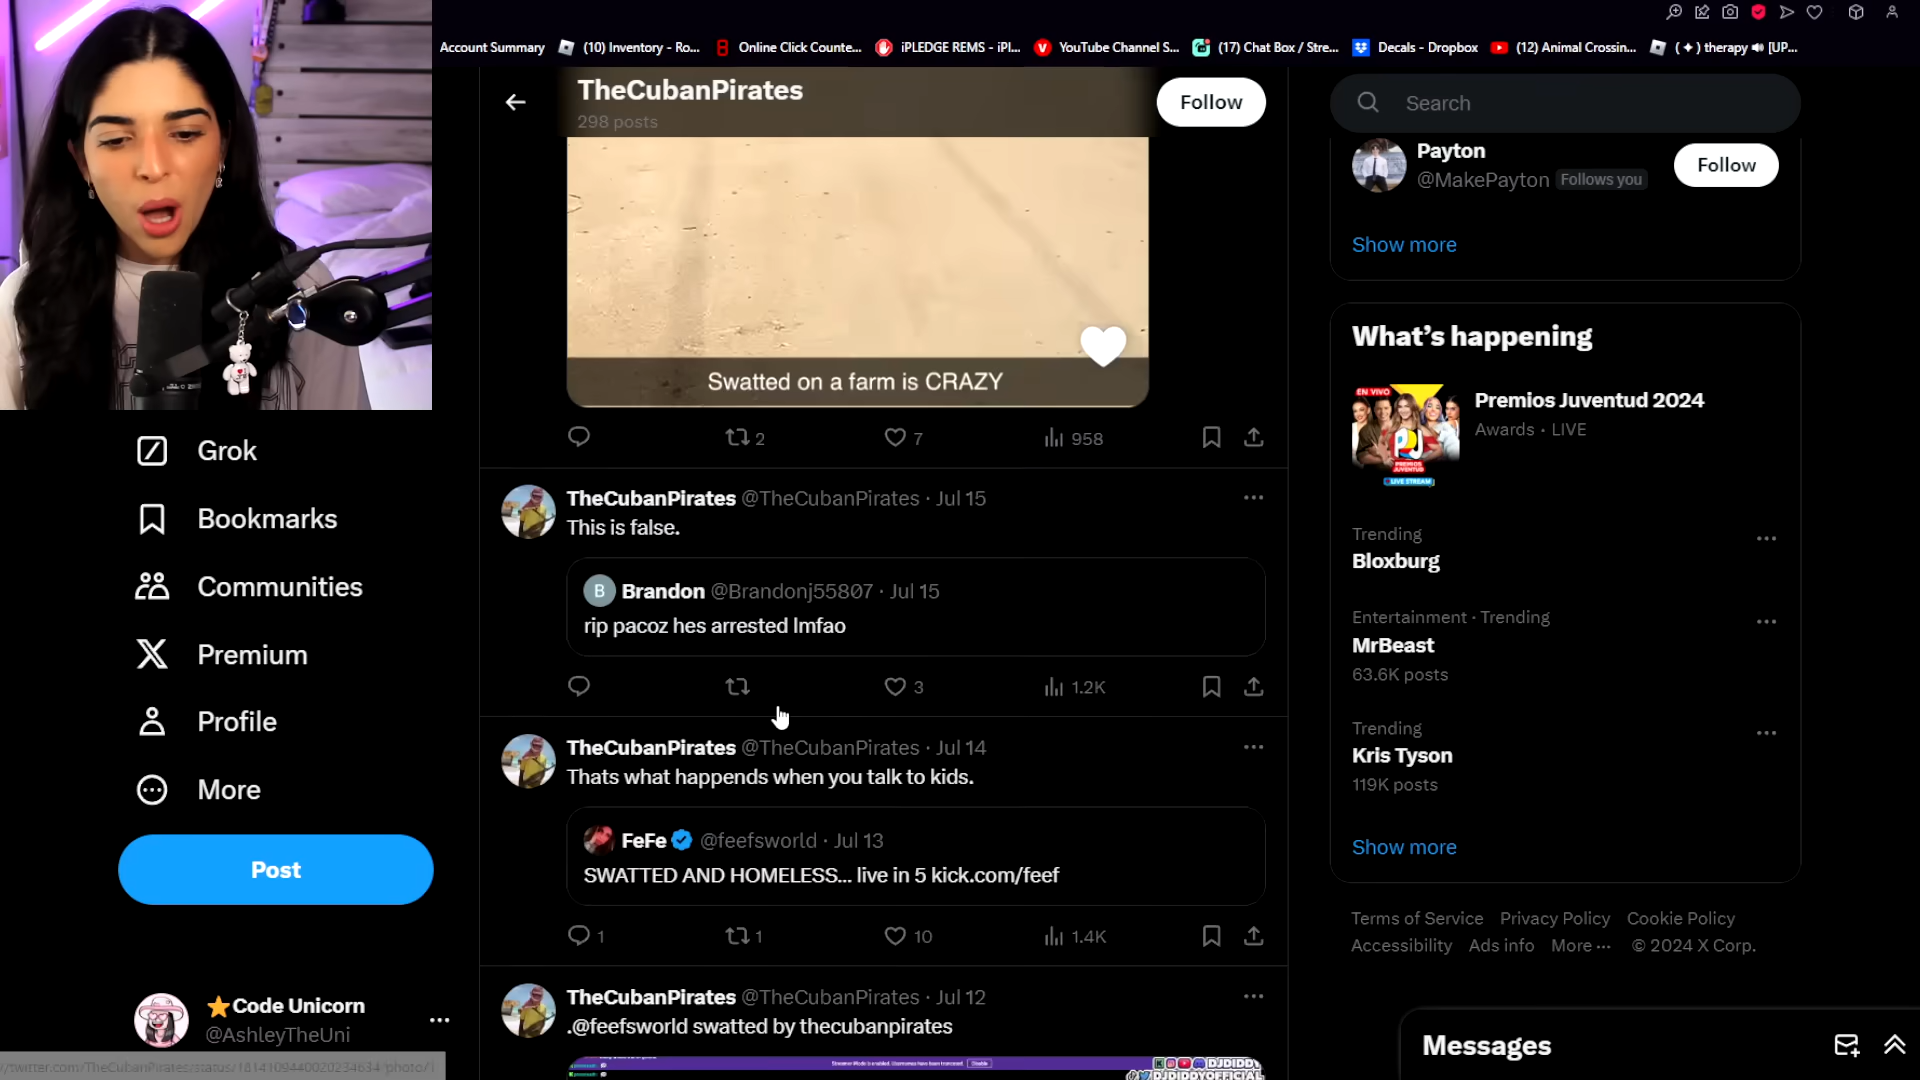 Account Summary
(10) Inventory - Ro...
Online Click Counte...
iPLEDGE REMS - iPl...
YouTube Channel S...
(17) Chat Box / Stre...
Decals - Dropbox
(12) Animal Crossin...
( ✦ ) therapy 🔊 [UP...
TheCubanPirates
298 posts
Follow
Search
Payton
@MakePayton Follows you
Follow
Show more
Swatted on a farm is CRAZY
2 7 958
What's happening
EN VIVO
PJ
PREMIOS JUVENTUD
LIVE STREAM
Premios Juventud 2024
Awards · LIVE
Trending
Bloxburg
Entertainment · Trending
MrBeast
63.6K posts
Trending
Kris Tyson
119K posts
Show more
Terms of Service Privacy Policy Cookie Policy
Accessibility Ads info More ··· © 2024 X Corp.
Grok
Bookmarks
Communities
Premium
Profile
More
Post
⭐Code Unicorn
@AshleyTheUni
TheCubanPirates @TheCubanPirates · Jul 15
This is false.
B Brandon @Brandonj55807 · Jul 15
rip pacoz hes arrested lmfao
3 1.2K
TheCubanPirates @TheCubanPirates · Jul 14
Thats what happends when you talk to kids.
FeFe @feefsworld · Jul 13
SWATTED AND HOMELESS... live in 5 kick.com/feef
1 1 10 1.4K
TheCubanPirates @TheCubanPirates · Jul 12
.@feefsworld swatted by thecubanpirates
DJDIDDY
DJDIDDYOFFICIAL
Messages